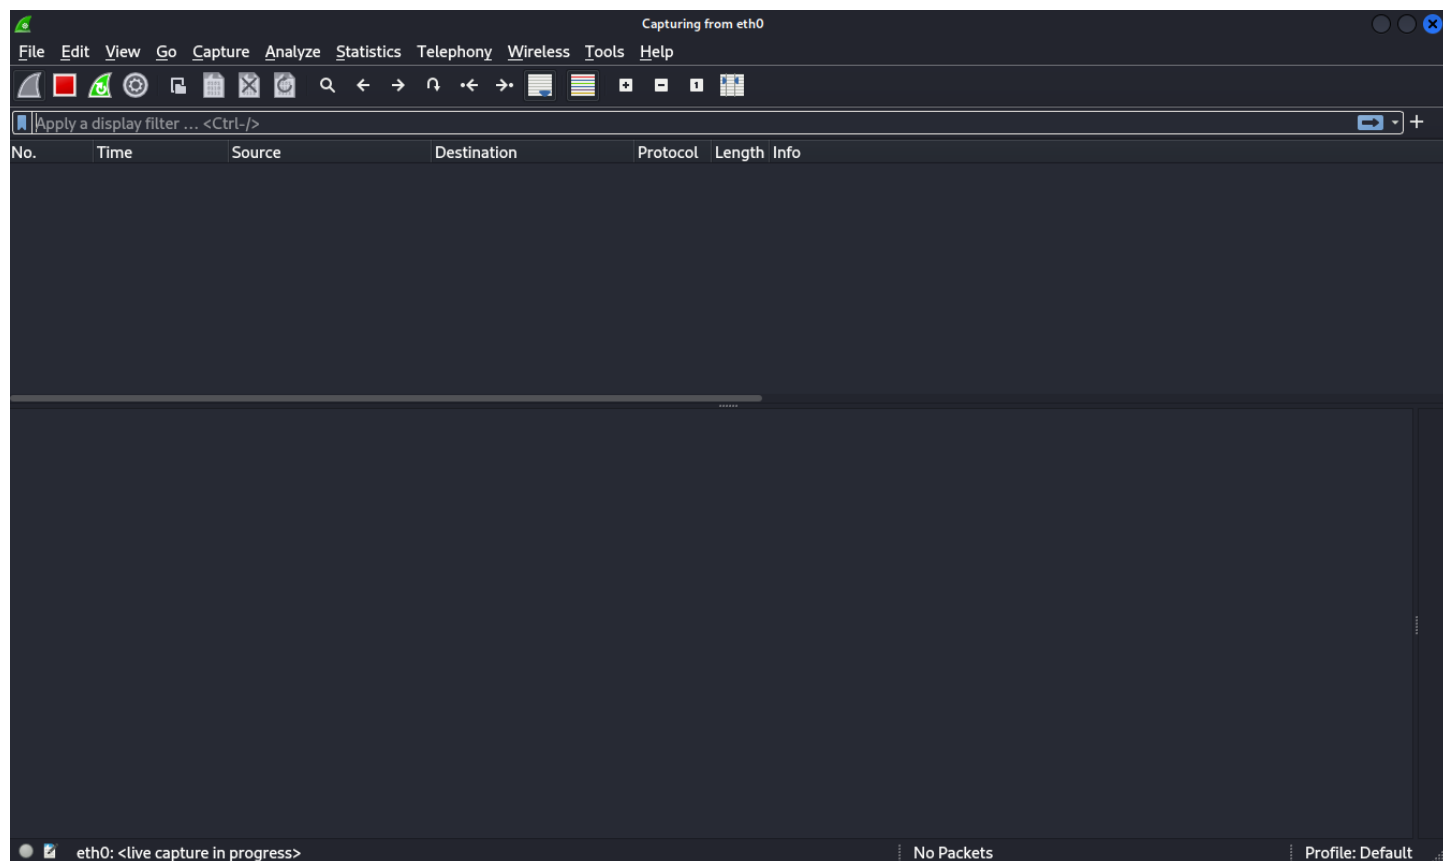 Capturing from eth0
File Edit View Go Capture Analyze Statistics Telephony Wireless Tools Help
Apply a display filter ... <Ctrl-/>
No. Time Source Destination Protocol Length Info
eth0: <live capture in progress> No Packets Profile: Default